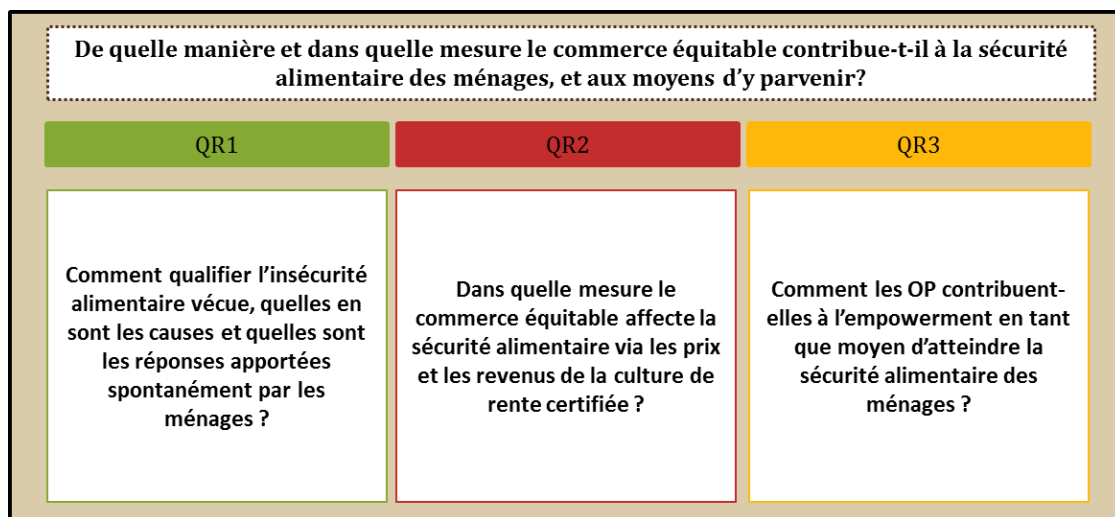 De quelle manière et dans quelle mesure le commerce équitable contribue-t-il à la sécurité
alimentaire des ménages, et aux moyens d'y parvenir?
QR1
QR2
QR3
Comment qualifier l'insécurité
alimentaire vécue, quelles en
sont les causes et quelles sont
les réponses apportées
spontanément par les
ménages ?
Dans quelle mesure le
commerce équitable affecte la
sécurité alimentaire via les prix
et les revenus de la culture de
rente certifiée ?
Comment les OP contribuent-
elles à l'empowerment en tant
que moyen d'atteindre la
sécurité alimentaire des
ménages ?